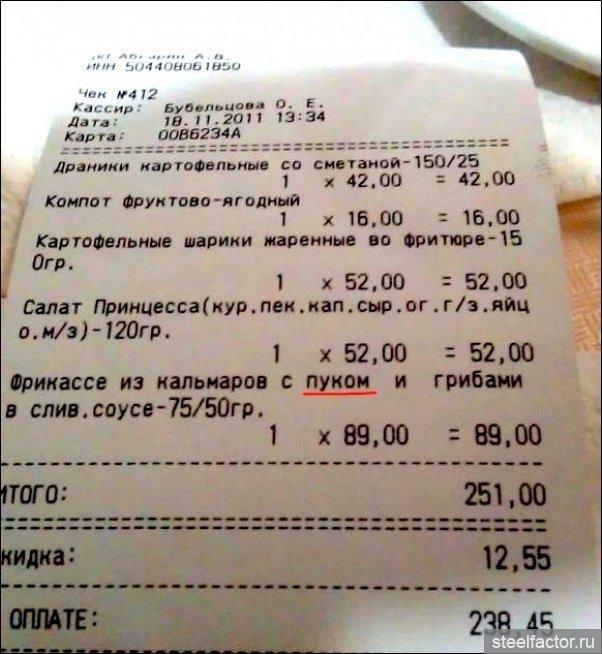 ИНН 504408061850
Чек №412
Кассир: Бубельцова О. Е.
Дата: 18.11.2011 13:34
Карта: 00B6234A
Драники картофельные со сметаной-150/25
1 x 42,00 = 42,00
Компот фруктово-ягодный
1 x 16,00 = 16,00
Картофельные шарики жаренные во фритюре-15
0гр.
1 x 52,00 = 52,00
Салат Принцесса(кур.пек.кап.сыр.ог.г/з.яйц
о.м/з)-120гр.
1 x 52,00 = 52,00
Фрикассе из кальмаров с пуком и грибами
в слив.соусе-75/50гр.
1 x 89,00 = 89,00
ИТОГО: 251,00
кидка: 12,55
ОПЛАТЕ: 238,45
steelfactor.ru